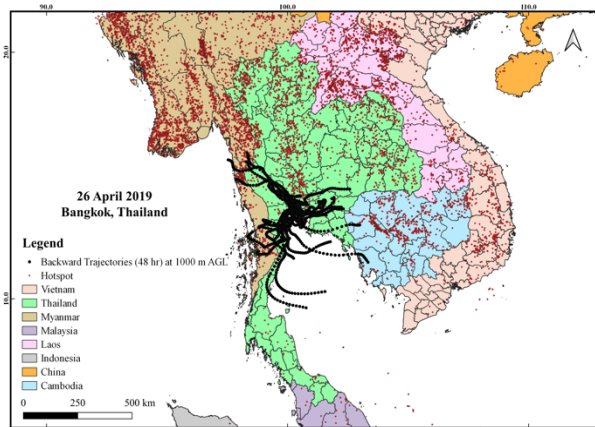 90.0 100.0 110.0
20.0
10.0
26 April 2019
Bangkok, Thailand
Legend
Backward Trajectories (48 hr) at 1000 m AGL
Hotspot
Vietnam
Thailand
Myanmar
Malaysia
Laos
Indonesia
China
Cambodia
0 250 500 km